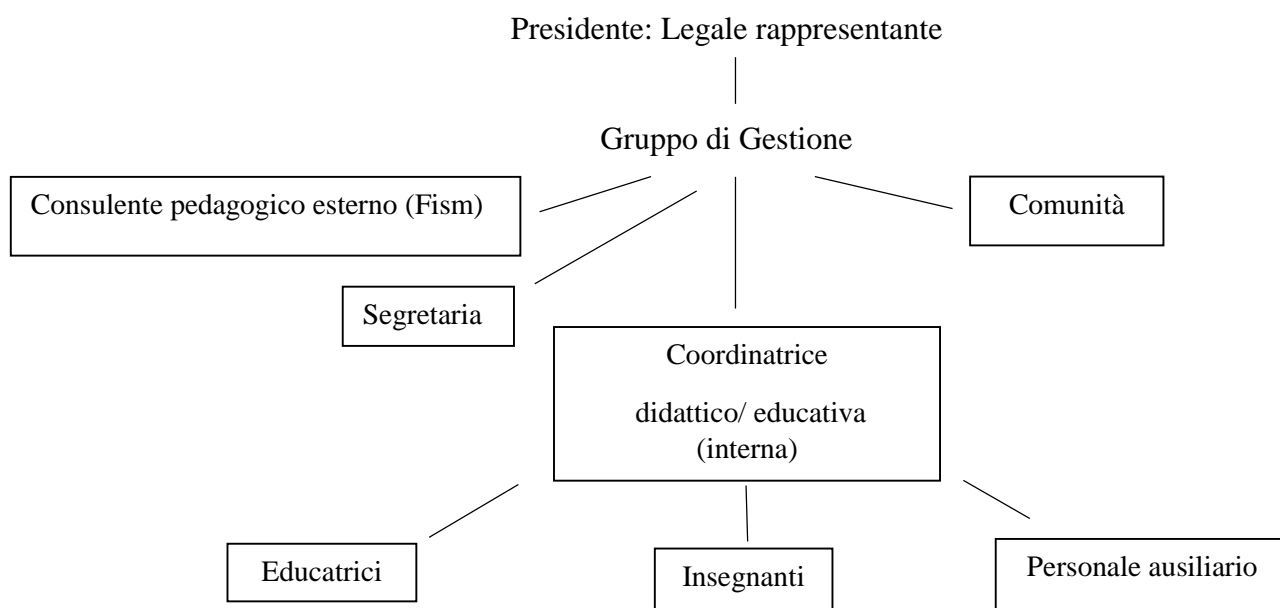 Presidente: Legale rappresentante
Gruppo di Gestione
Consulente pedagogico esterno (Fism)
Comunità
Segretaria
Coordinatrice
didattico/ educativa
(interna)
Educatrici
Insegnanti
Personale ausiliario